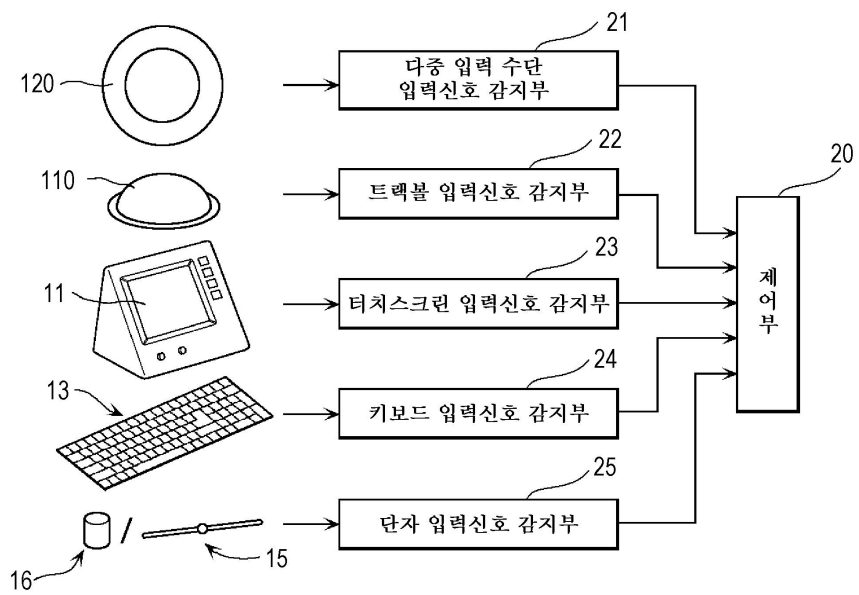 21
다중 입력 수단
입력신호 감지부
120
22
트랙볼 입력신호 감지부
110
20
제어부
23
터치스크린 입력신호 감지부
11
24
키보드 입력신호 감지부
13
25
단자 입력신호 감지부
16
/
15